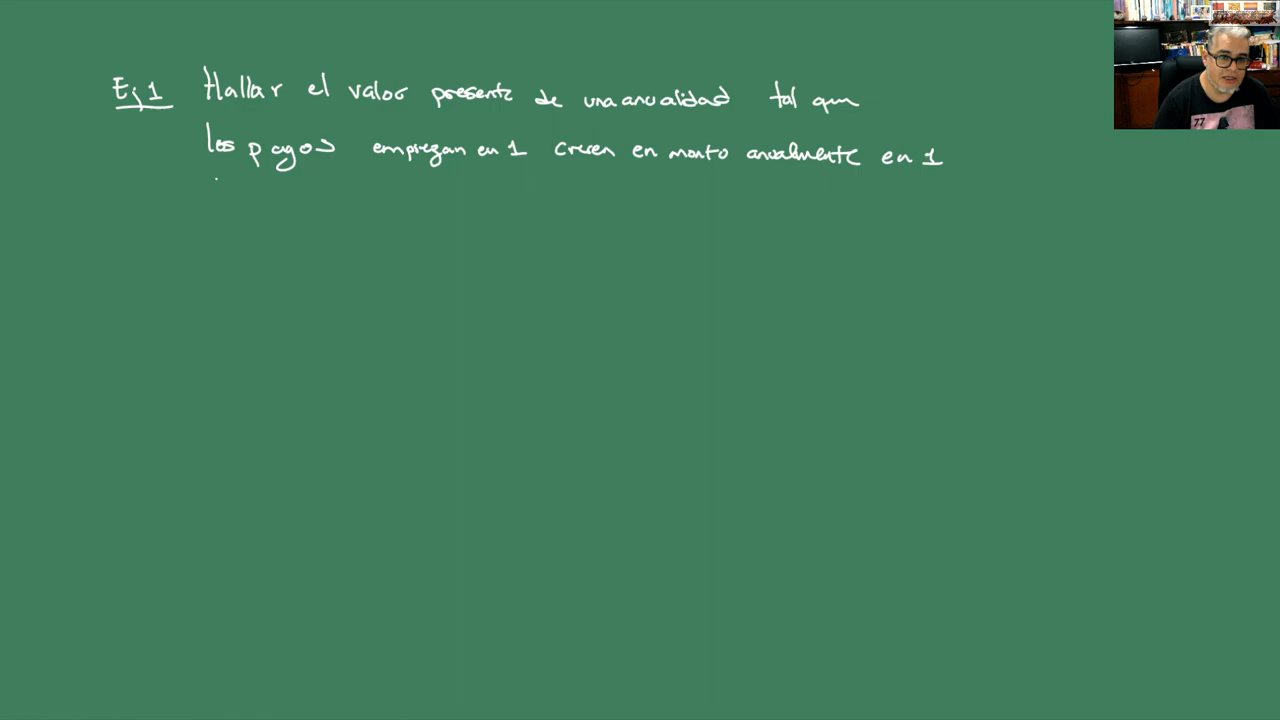 Ej 1 Hallar el valor presente de una anualidad tal que
los pagos empiezan en 1 crecen en monto anualmente en 1
77